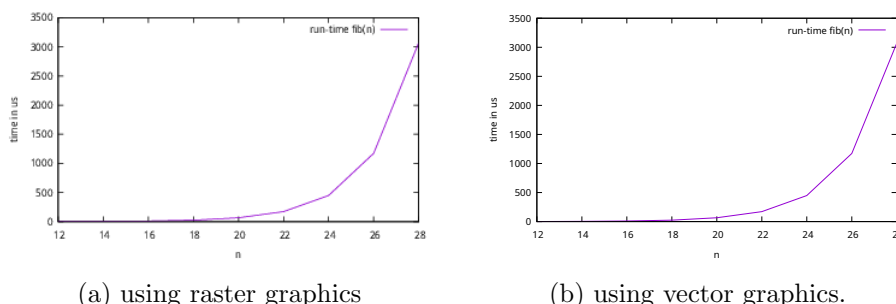 3500
run-time fib(n)
3000
2500
2000
1500
1000
500
0
time in us
12 14 16 18 20 22 24 26 28
n
(a) using raster graphics
3500
run-time fib(n)
3000
2500
2000
1500
1000
500
0
time in us
12 14 16 18 20 22 24 26
n
(b) using vector graphics.